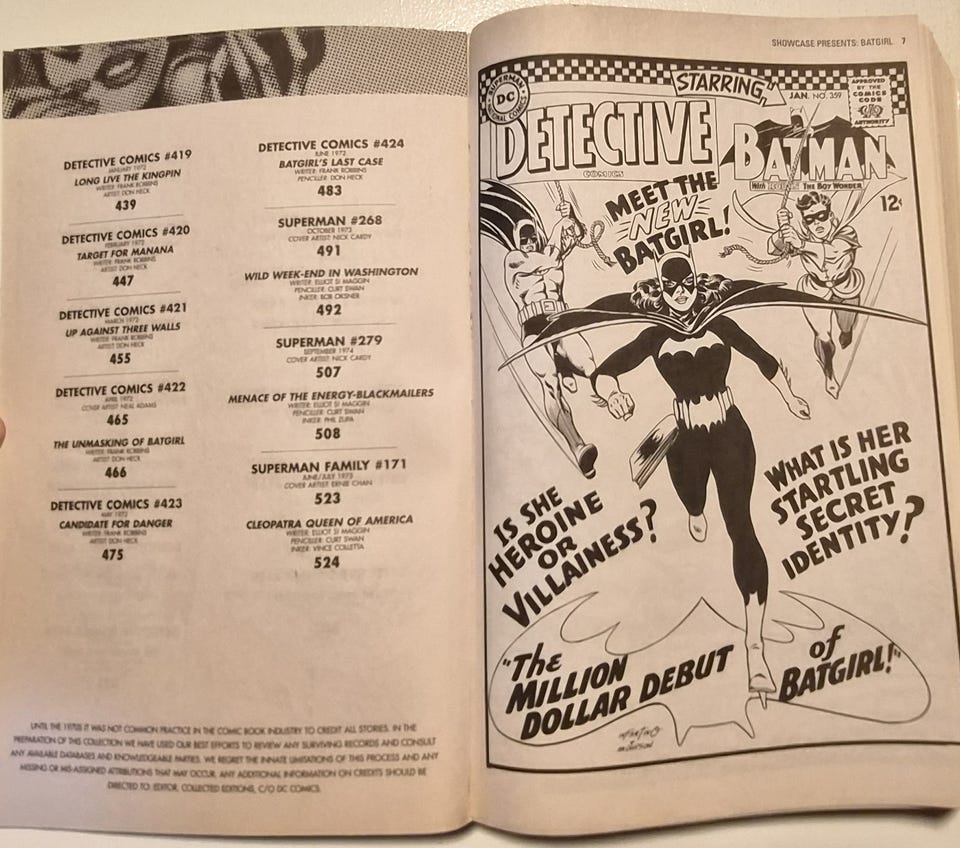 DETECTIVE COMICS #419
JANUARY 1972
LONG LIVE THE KINGPIN
WRITER: FRANK ROBBINS
ARTIST: DON HECK
439
DETECTIVE COMICS #420
FEBRUARY 1972
TARGET FOR MANANA
WRITER: FRANK ROBBINS
ARTIST: DON HECK
447
DETECTIVE COMICS #421
MARCH 1972
UP AGAINST THREE WALLS
WRITER: FRANK ROBBINS
ARTIST: DON HECK
455
DETECTIVE COMICS #422
APRIL 1972
COVER ARTIST: NEAL ADAMS
465
THE UNMASKING OF BATGIRL
WRITER: FRANK ROBBINS
ARTIST: DON HECK
466
DETECTIVE COMICS #423
MAY 1972
CANDIDATE FOR DANGER
WRITER: FRANK ROBBINS
ARTIST: DON HECK
475
DETECTIVE COMICS #424
JUNE 1972
BATGIRL'S LAST CASE
WRITER: FRANK ROBBINS
PENCILLER: DON HECK
483
SUPERMAN #268
OCTOBER 1973
COVER ARTIST: NICK CARDY
491
WILD WEEK-END IN WASHINGTON
WRITER: ELLIOT S! MAGGIN
PENCILLER: CURT SWAN
INKER: BOB OKSNER
492
SUPERMAN #279
SEPTEMBER 1974
COVER ARTIST: NICK CARDY
507
MENACE OF THE ENERGY-BLACKMAILERS
WRITER: ELLIOT S! MAGGIN
PENCILLER: CURT SWAN
INKER: PHIL ZUPA
508
SUPERMAN FAMILY #171
JUNE/JULY 1975
COVER ARTIST: ERNIE CHAN
523
CLEOPATRA QUEEN OF AMERICA
WRITER: ELLIOT S! MAGGIN
PENCILLER: CURT SWAN
INKER: VINCE COLLETTA
524
UNTIL THE 1970S IT WAS NOT COMMON PRACTICE IN THE COMIC BOOK INDUSTRY TO CREDIT ALL STORIES. IN THE
PREPARATION OF THIS COLLECTION WE HAVE USED OUR BEST EFFORTS TO REVIEW ANY SURVIVING RECORDS AND CONSULT
ANY AVAILABLE DATABASES AND KNOWLEDGEABLE PARTIES. WE REGRET THE INNATE LIMITATIONS OF THIS PROCESS AND ANY
MISSING OR MIS-ASSIGNED ATTRIBUTIONS THAT MAY OCCUR. ANY ADDITIONAL INFORMATION ON CREDITS SHOULD BE
DIRECTED TO: EDITOR, COLLECTED EDITIONS, C/O DC COMICS.
SHOWCASE PRESENTS: BATGIRL 7
SUPERMAN
DC
NATIONAL COMICS
STARRING
JAN. NO. 359
APPROVED
BY THE
COMICS
CODE
AUTHORITY
DETECTIVE
COMICS
BATMAN
With ROBIN THE BOY WONDER
12¢
MEET THE
NEW
BATGIRL!
IS SHE
HEROINE
OR
VILLAINESS?
WHAT IS HER
STARTLING
SECRET
IDENTITY?
"The
MILLION
DOLLAR DEBUT
of
BATGIRL!"
INFANTINO
M. ANDERSON